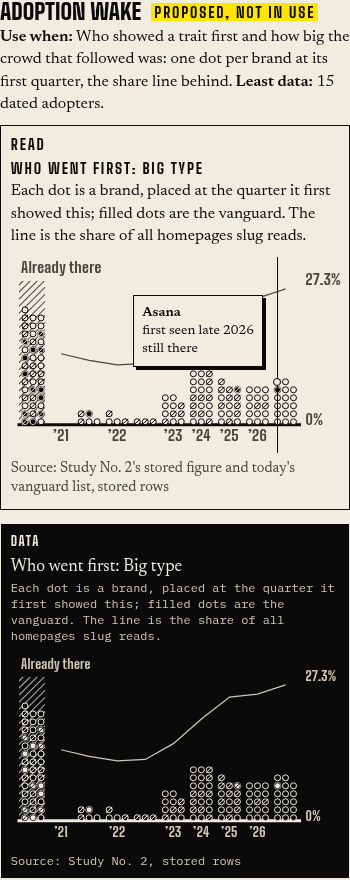 ADOPTION WAKE PROPOSED, NOT IN USE
Use when: Who showed a trait first and how big the
crowd that followed was: one dot per brand at its
first quarter, the share line behind. Least data: 15
dated adopters.
READ
WHO WENT FIRST: BIG TYPE
Each dot is a brand, placed at the quarter it first
showed this; filled dots are the vanguard. The
line is the share of all homepages slug reads.
Already there
27.3%
Asana
first seen late 2026
still there
0%
'21 '22 '23 '24 '25 '26
Source: Study No. 2's stored figure and today's
vanguard list, stored rows
DATA
Who went first: Big type
Each dot is a brand, placed at the quarter it
first showed this; filled dots are the
vanguard. The line is the share of all
homepages slug reads.
Already there
27.3%
0%
'21 '22 '23 '24 '25 '26
Source: Study No. 2, stored rows